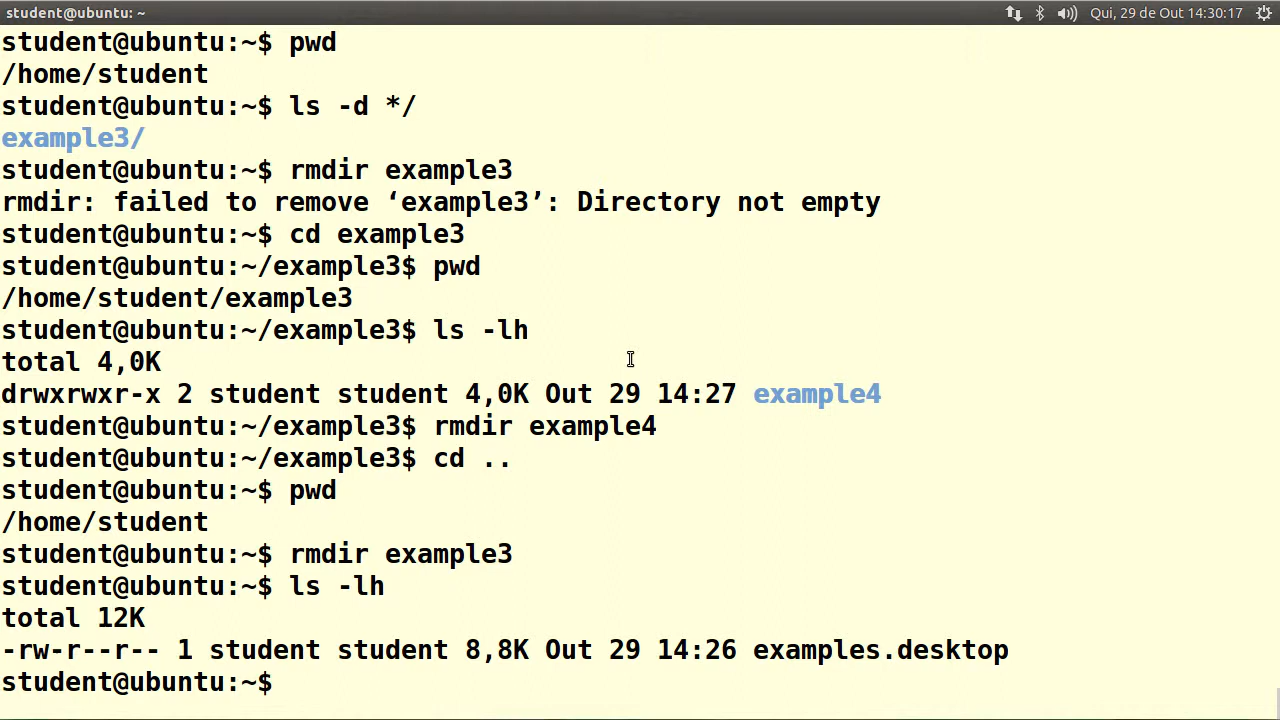 student@ubuntu: ~
Qui, 29 de Out 14:30:17
student@ubuntu:~$ pwd
/home/student
student@ubuntu:~$ ls -d */
example3/
student@ubuntu:~$ rmdir example3
rmdir: failed to remove ‘example3’: Directory not empty
student@ubuntu:~$ cd example3
student@ubuntu:~/example3$ pwd
/home/student/example3
student@ubuntu:~/example3$ ls -lh
total 4,0K
drwxrwxr-x 2 student student 4,0K Out 29 14:27 example4
student@ubuntu:~/example3$ rmdir example4
student@ubuntu:~/example3$ cd ..
student@ubuntu:~$ pwd
/home/student
student@ubuntu:~$ rmdir example3
student@ubuntu:~$ ls -lh
total 12K
-rw-r--r-- 1 student student 8,8K Out 29 14:26 examples.desktop
student@ubuntu:~$